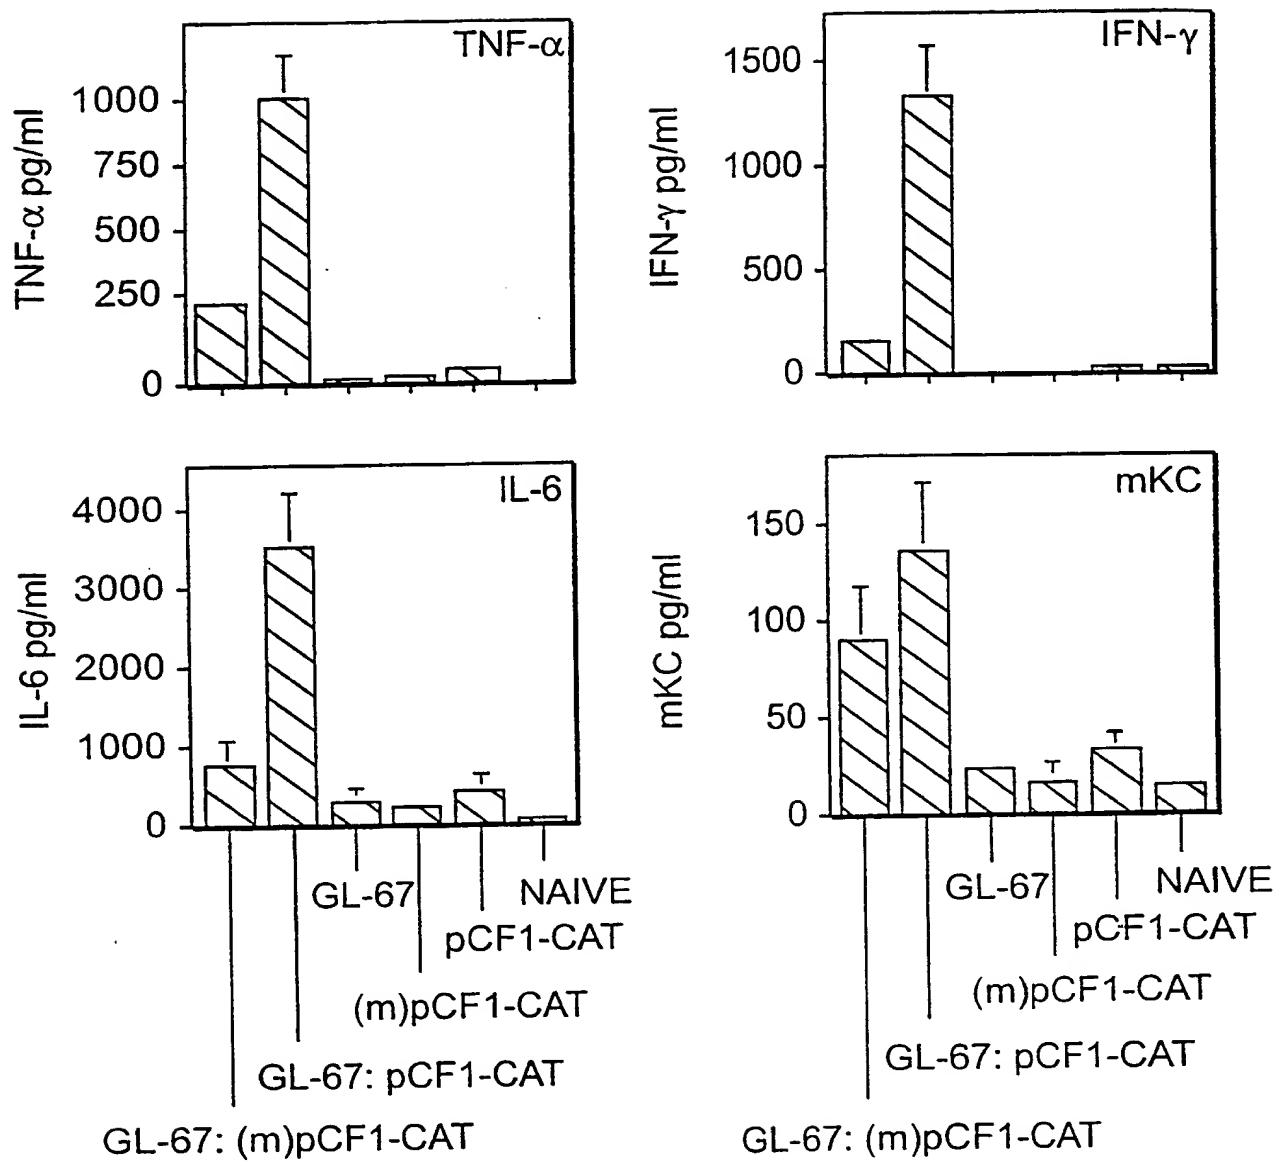 TNF-α
TNF-α pg/ml
1000
750
500
250
0
IFN-γ
IFN-γ pg/ml
1500
1000
500
0
IL-6
IL-6 pg/ml
4000
3000
2000
1000
0
GL-67
NAIVE
pCF1-CAT
(m)pCF1-CAT
GL-67: pCF1-CAT
GL-67: (m)pCF1-CAT
mKC
mKC pg/ml
150
100
50
0
GL-67
NAIVE
pCF1-CAT
(m)pCF1-CAT
GL-67: pCF1-CAT
GL-67: (m)pCF1-CAT